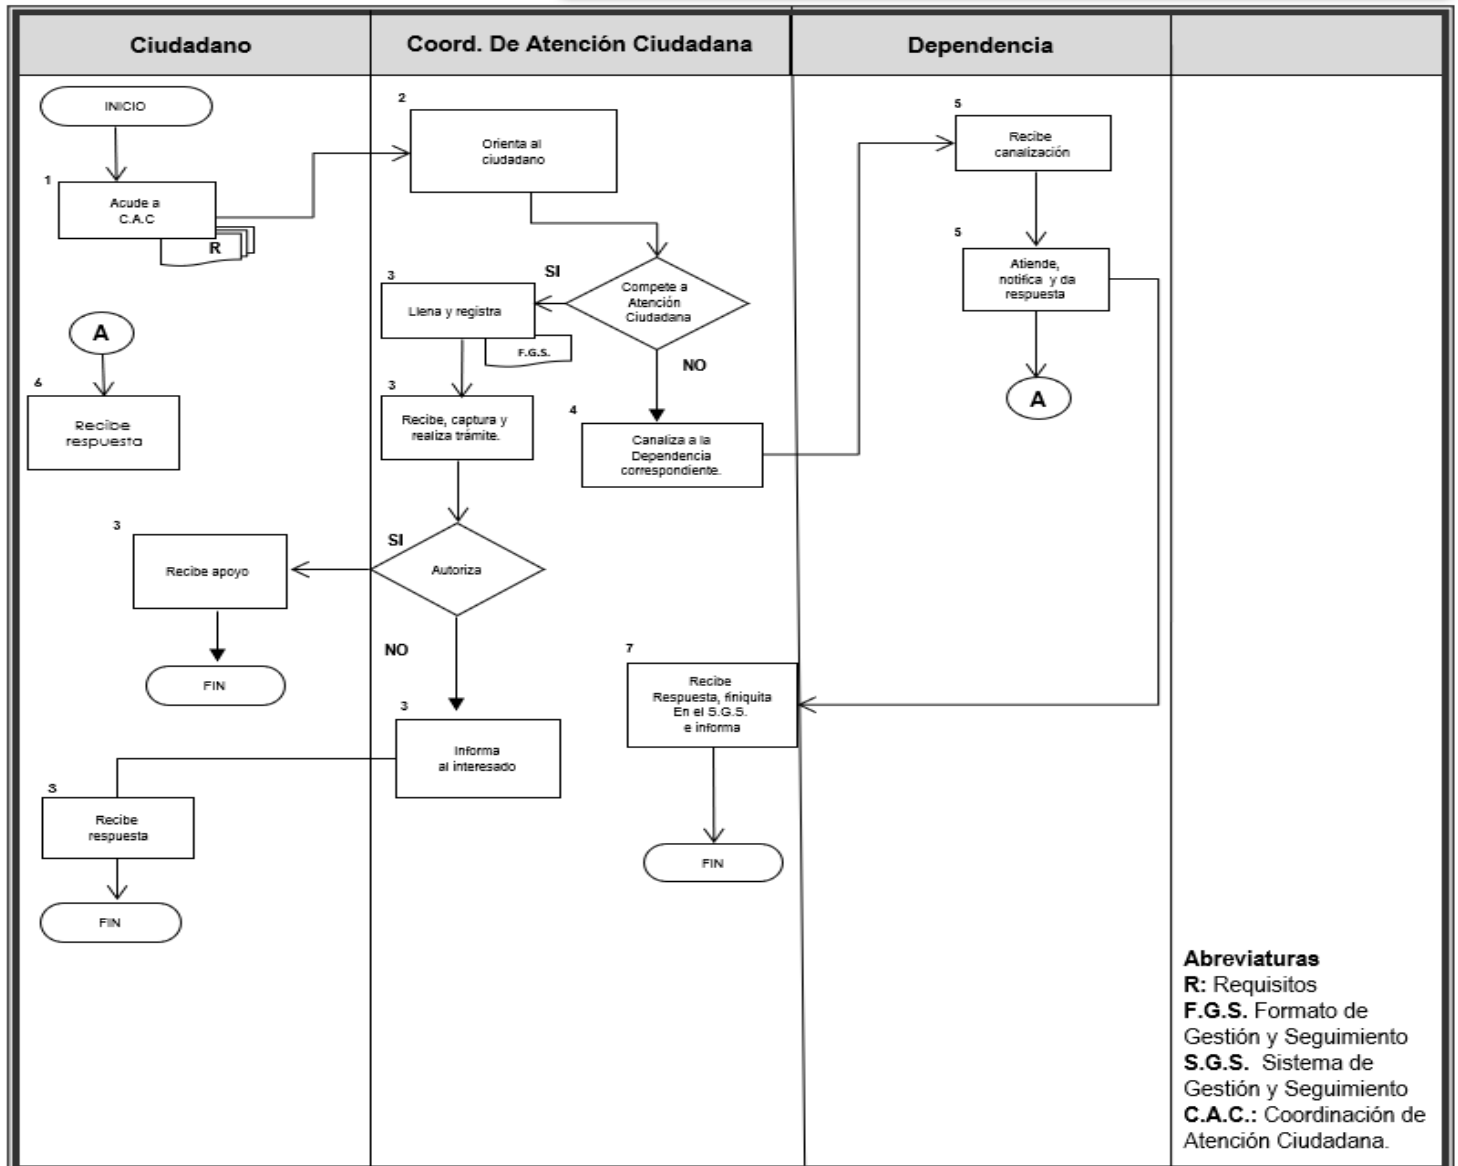 Ciudadano
Coord. De Atención Ciudadana
Dependencia
INICIO
1
Acude a
C.A.C
R
2
Orienta al
ciudadano
Compete a
Atención
Ciudadana
SI
NO
3
Llena y registra
F.G.S.
3
Recibe, captura y
realiza trámite.
4
Canaliza a la
Dependencia
correspondiente.
5
Recibe
canalización
5
Atiende,
notifica y da
respuesta
A
A
6
Recibe
respuesta
Autoriza
SI
NO
3
Recibe apoyo
FIN
3
Informa
al interesado
3
Recibe
respuesta
FIN
7
Recibe
Respuesta, finiquita
En el S.G.S.
e informa
FIN
Abreviaturas
R: Requisitos
F.G.S. Formato de
Gestión y Seguimiento
S.G.S. Sistema de
Gestión y Seguimiento
C.A.C.: Coordinación de
Atención Ciudadana.